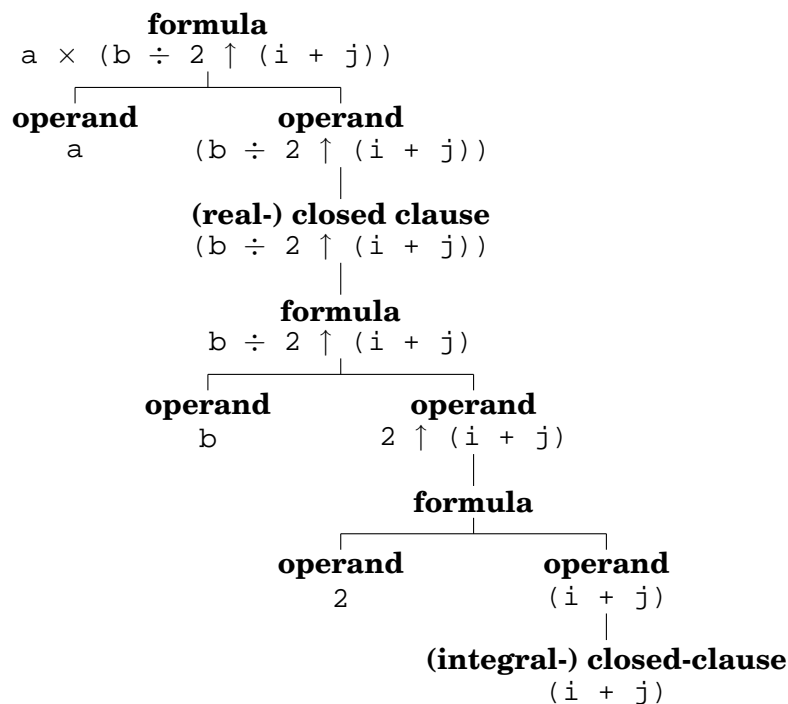 formula
a × (b ÷ 2 ↑ (i + j))
operand operand
a (b ÷ 2 ↑ (i + j))
(real-) closed clause
(b ÷ 2 ↑ (i + j))
formula
b ÷ 2 ↑ (i + j)
operand operand
b 2 ↑ (i + j)
formula
operand operand
2 (i + j)
(integral-) closed-clause
(i + j)